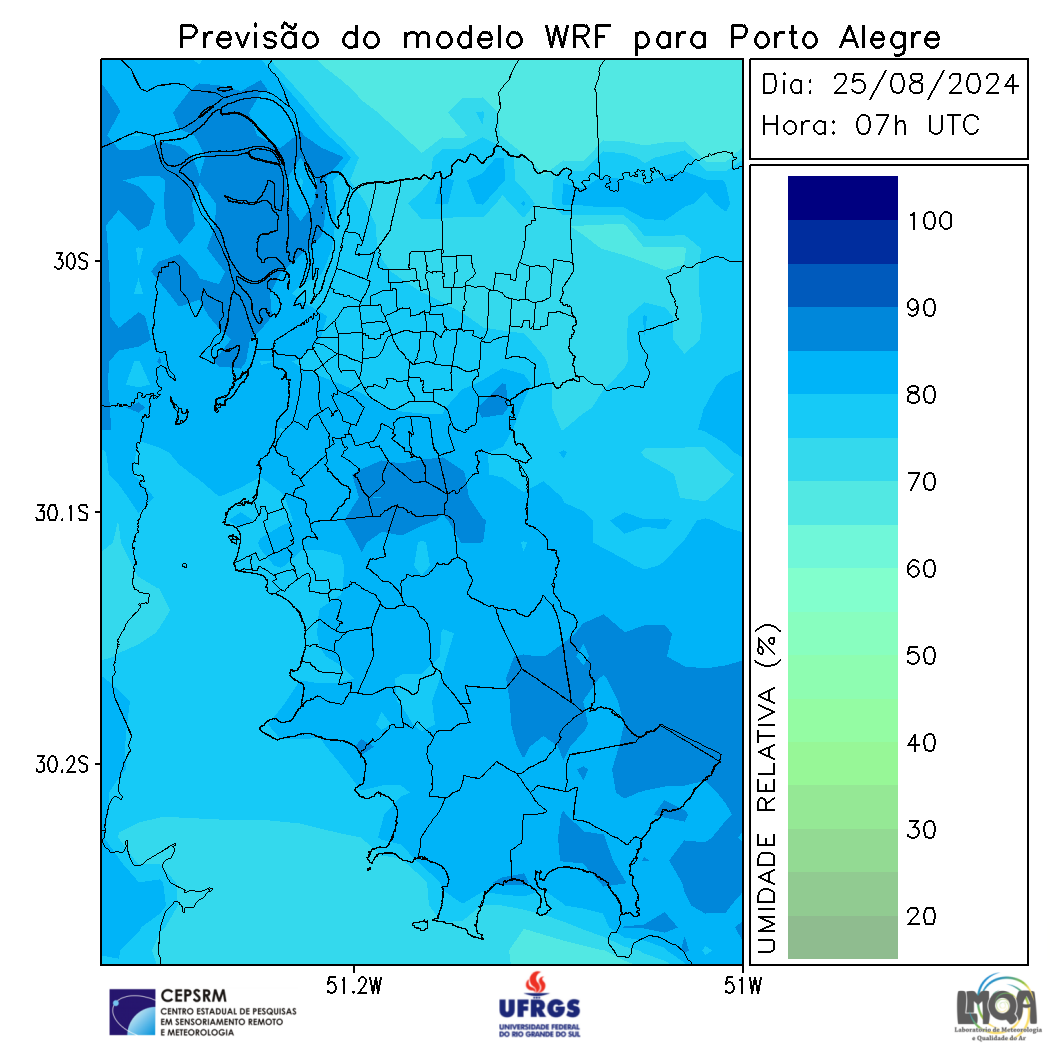 Previsão do modelo WRF para Porto Alegre
Dia: 25/08/2024
Hora: 07h UTC
30S
30.1S
30.2S
51.2W
51W
100
90
80
70
60
50
40
30
20
UMIDADE RELATIVA (%)
CEPSRM
CENTRO ESTADUAL DE PESQUISAS
EM SENSORIAMENTO REMOTO
E METEOROLOGIA
UFRGS
UNIVERSIDADE FEDERAL
DO RIO GRANDE DO SUL
LMQA
Laboratório de Meteorologia
e Qualidade do Ar